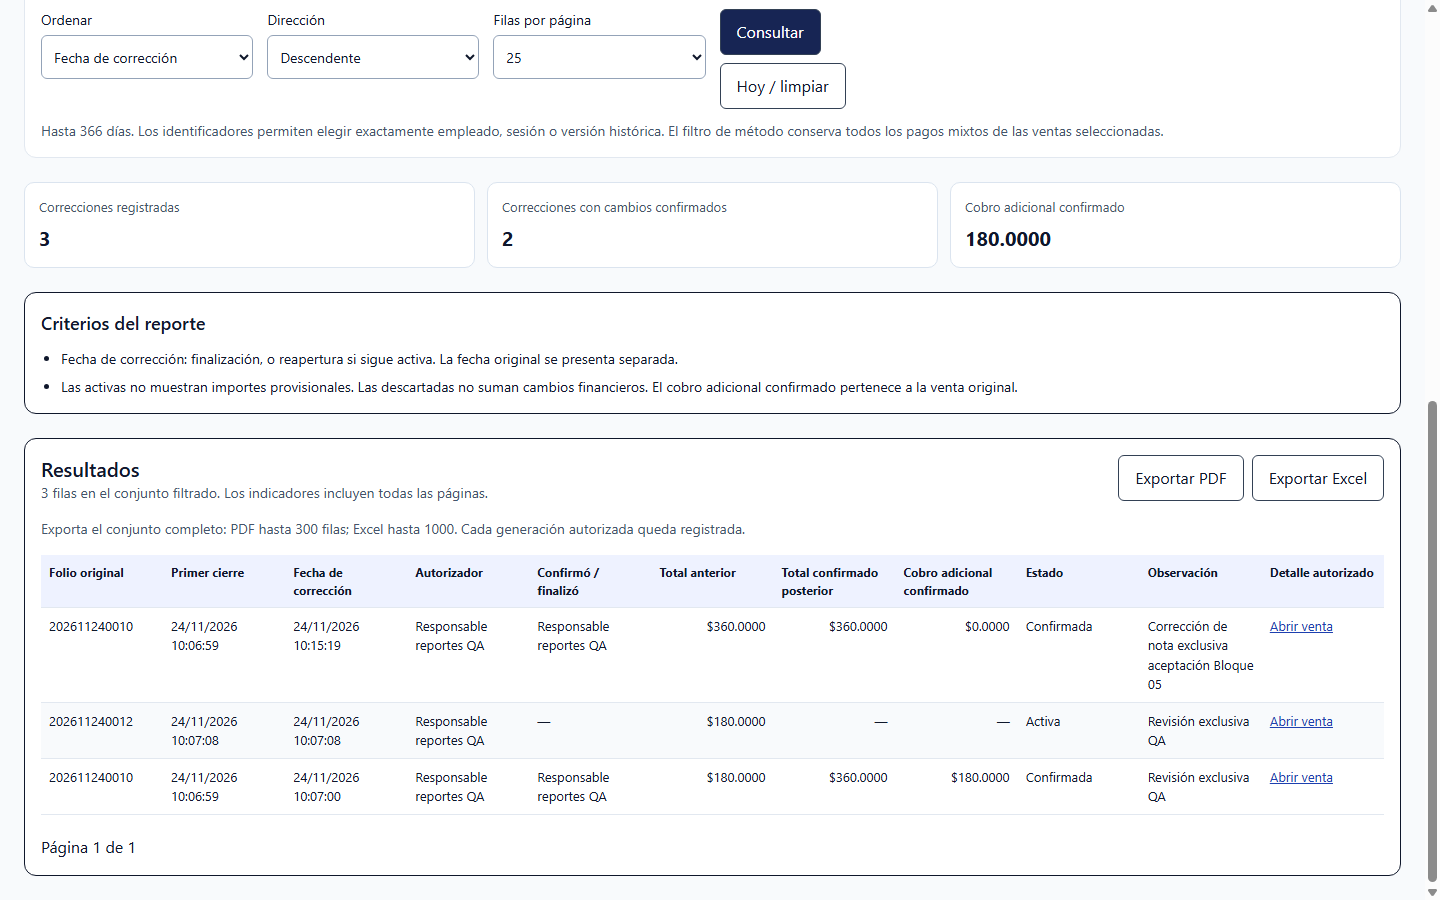 Ordenar
Dirección
Filas por página
Fecha de corrección
Descendente
25
Consultar
Hoy / limpiar
Hasta 366 días. Los identificadores permiten elegir exactamente empleado, sesión o versión histórica. El filtro de método conserva todos los pagos mixtos de las ventas seleccionadas.
Correcciones registradas
3
Correcciones con cambios confirmados
2
Cobro adicional confirmado
180.0000
Criterios del reporte
• Fecha de corrección: finalización, o reapertura si sigue activa. La fecha original se presenta separada.
• Las activas no muestran importes provisionales. Las descartadas no suman cambios financieros. El cobro adicional confirmado pertenece a la venta original.
Resultados
3 filas en el conjunto filtrado. Los indicadores incluyen todas las páginas.
Exportar PDF
Exportar Excel
Exporta el conjunto completo: PDF hasta 300 filas; Excel hasta 1000. Cada generación autorizada queda registrada.
Folio original
Primer cierre
Fecha de
corrección
Autorizador
Confirmó /
finalizó
Total anterior
Total confirmado
posterior
Cobro adicional
confirmado
Estado
Observación
Detalle autorizado
202611240010
24/11/2026
10:06:59
24/11/2026
10:15:19
Responsable
reportes QA
Responsable
reportes QA
$360.0000
$360.0000
$0.0000
Confirmada
Corrección de
nota exclusiva
aceptación Bloque
05
Abrir venta
202611240012
24/11/2026
10:07:08
24/11/2026
10:07:08
Responsable
reportes QA
—
$180.0000
—
—
Activa
Revisión exclusiva
QA
Abrir venta
202611240010
24/11/2026
10:06:59
24/11/2026
10:07:00
Responsable
reportes QA
Responsable
reportes QA
$180.0000
$360.0000
$180.0000
Confirmada
Revisión exclusiva
QA
Abrir venta
Página 1 de 1